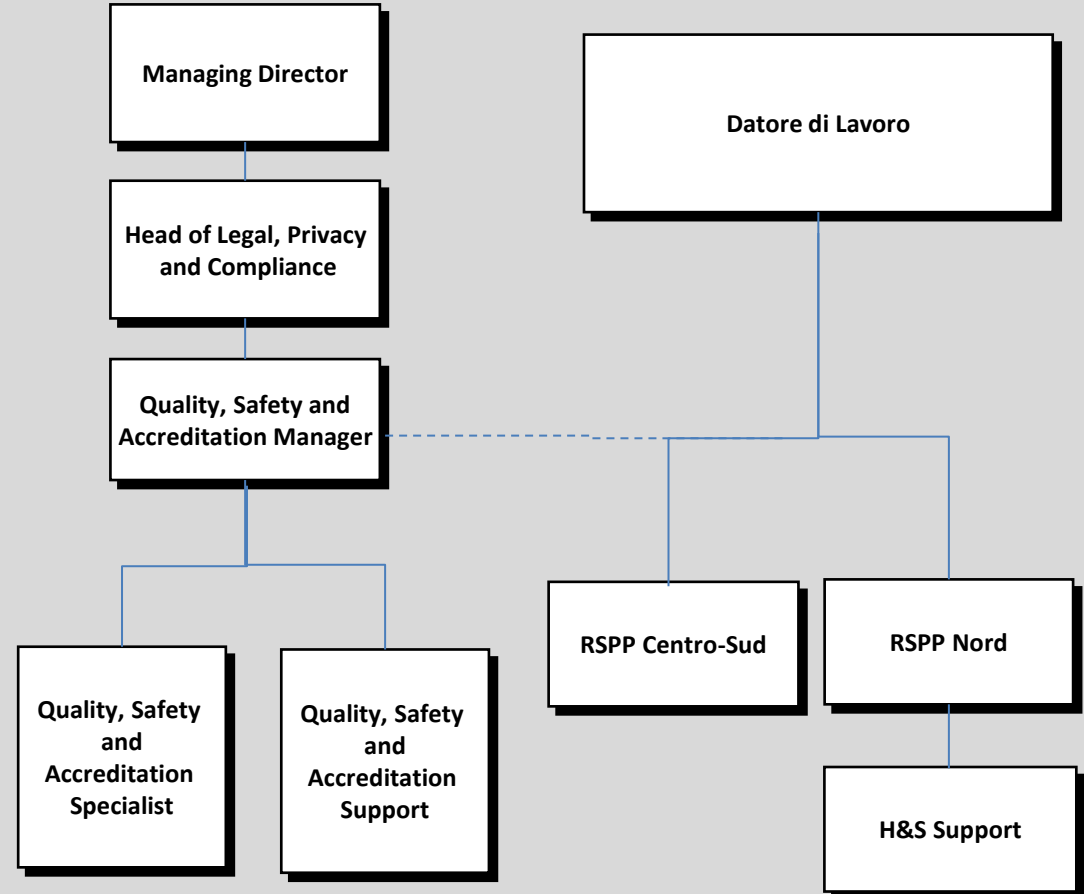 Managing Director
Datore di Lavoro
Head of Legal, Privacy
and Compliance
Quality, Safety and
Accreditation Manager
RSPP Centro-Sud
RSPP Nord
Quality, Safety
and
Accreditation
Specialist
Quality, Safety
and
Accreditation
Support
H&S Support